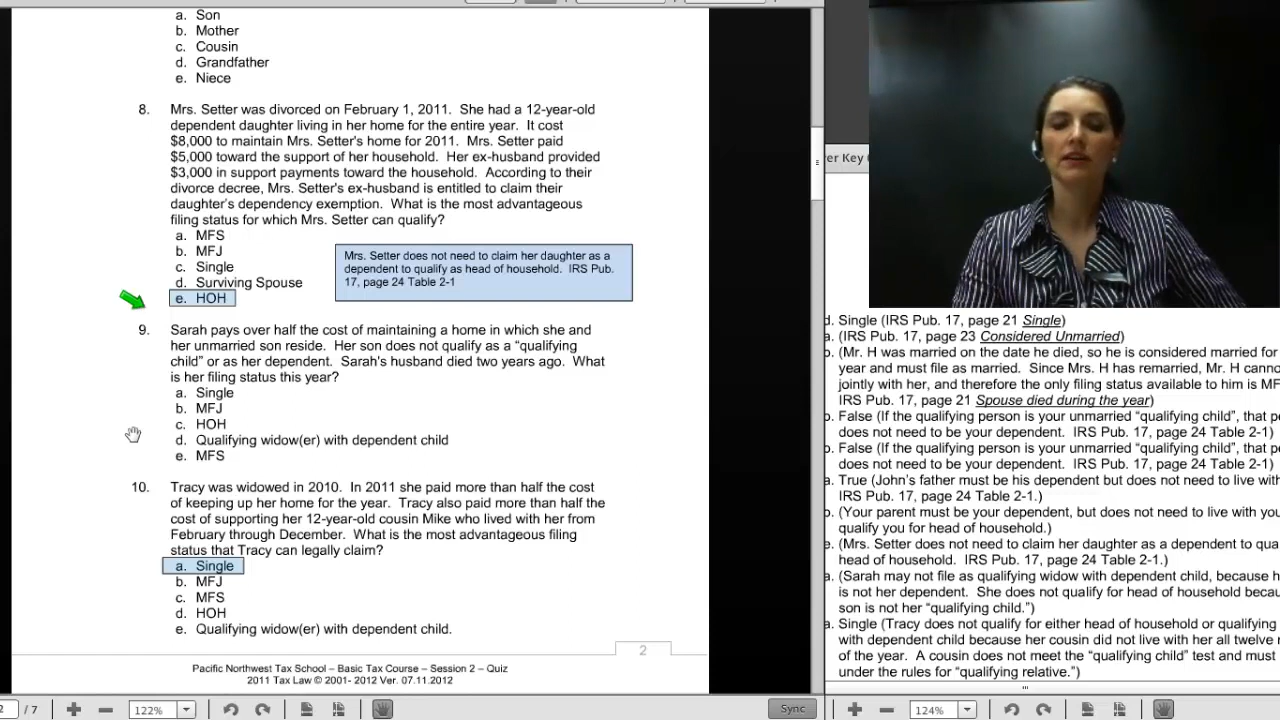 a. Son
b. Mother
c. Cousin
d. Grandfather
e. Niece
8. Mrs. Setter was divorced on February 1, 2011. She had a 12-year-old
dependent daughter living in her home for the entire year. It cost
$8,000 to maintain Mrs. Setter's home for 2011. Mrs. Setter paid
$5,000 toward the support of her household. Her ex-husband provided
$3,000 in support payments toward the household. According to their
divorce decree, Mrs. Setter's ex-husband is entitled to claim their
daughter's dependency exemption. What is the most advantageous
filing status for which Mrs. Setter can qualify?
a. MFS
b. MFJ
c. Single
d. Surviving Spouse
e. HOH
Mrs. Setter does not need to claim her daughter as a
dependent to qualify as head of household. IRS Pub.
17, page 24 Table 2-1
9. Sarah pays over half the cost of maintaining a home in which she and
her unmarried son reside. Her son does not qualify as a “qualifying
child” or as her dependent. Sarah's husband died two years ago. What
is her filing status this year?
a. Single
b. MFJ
c. HOH
d. Qualifying widow(er) with dependent child
e. MFS
10. Tracy was widowed in 2010. In 2011 she paid more than half the cost
of keeping up her home for the year. Tracy also paid more than half the
cost of supporting her 12-year-old cousin Mike who lived with her from
February through December. What is the most advantageous filing
status that Tracy can legally claim?
a. Single
b. MFJ
c. MFS
d. HOH
e. Qualifying widow(er) with dependent child.
2
Pacific Northwest Tax School – Basic Tax Course – Session 2 – Quiz
2011 Tax Law © 2001- 2012 Ver. 07.11.2012
2 / 7
122%
Sync
124%
er Key (
d. Single (IRS Pub. 17, page 21 Single)
a. (IRS Pub. 17, page 23 Considered Unmarried)
b. (Mr. H was married on the date he died, so he is considered married for
year and must file as married. Since Mrs. H has remarried, Mr. H cannot
jointly with her, and therefore the only filing status available to him is MF
IRS Pub. 17, page 21 Spouse died during the year)
b. False (If the qualifying person is your unmarried “qualifying child”, that pe
does not need to be your dependent. IRS Pub. 17, page 24 Table 2-1)
b. False (If the qualifying person is your unmarried “qualifying child”, that pe
does not need to be your dependent. IRS Pub. 17, page 24 Table 2-1)
a. True (John's father must be his dependent but does not need to live with
IRS Pub. 17, page 24 Table 2-1.)
b. (Your parent must be your dependent, but does not need to live with you
qualify you for head of household.)
e. (Mrs. Setter does not need to claim her daughter as a dependent to qua
head of household. IRS Pub. 17, page 24 Table 2-1.)
a. (Sarah may not file as qualifying widow with dependent child, because h
is not her dependent. She does not qualify for head of household becau
son is not her “qualifying child.”)
a. Single (Tracy does not qualify for either head of household or qualifying
with dependent child because her cousin did not live with her all twelve
of the year. A cousin does not meet the “qualifying child” test and must
under the rules for “qualifying relative.”)